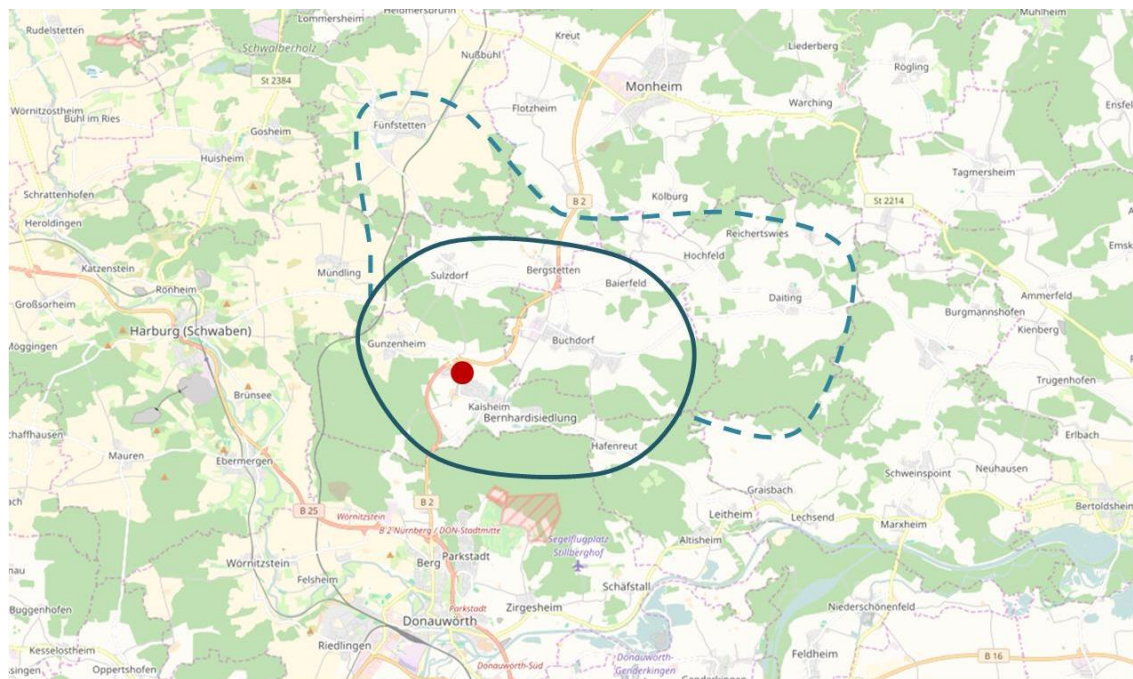 Lommersheim
Heidmersbrunn
Rudelstetten
Kreut
Mühlheim
Schwalberholz
Nußbühl
Liederberg
St 2384
Rögling
Monheim
Warching
Wörnitzostheim
Bühl im Ries
Flotzheim
Fünfstetten
Gosheim
Huisheim
Tagmersheim
Schrattenhofen
Kölburg
B 2
St 2214
Heroldingen
Reichertswies
Hochfeld
Katzenstein
Mündling
Sulzdorf
Bergstetten
Baierfeld
Ronheim
Großsorheim
Daiting
Ammerfeld
Burgmannshofen
Harburg (Schwaben)
Kienberg
Möggingen
Gunzenheim
Buchdorf
Trugenhofen
Brünsee
Kaisheim
Bernhardisiedlung
Mauren
Ebermergen
Hafenreut
Erlbach
Schweinspoint
Neuhausen
Graisbach
B 2
Bertoldsheim
B 25
Wörnitzstein
Leitheim
Lechsend
Marxheim
B 2 Nürnberg / DON-Stadtmitte
Altisheim
Segelflugplatz
Stillberghof
Parkstadt
Berg
Wörnitzstein
Felsheim
Schäfstall
Buggenhofen
Parkstadt
Zirgesheim
Niederschönenfeld
Donauwörth
Riedlingen
Kesselostheim
Oppertshofen
Donauwörth-Süd
Donauwörth-
Genderkingen
Genderkingen
Feldheim
B 16